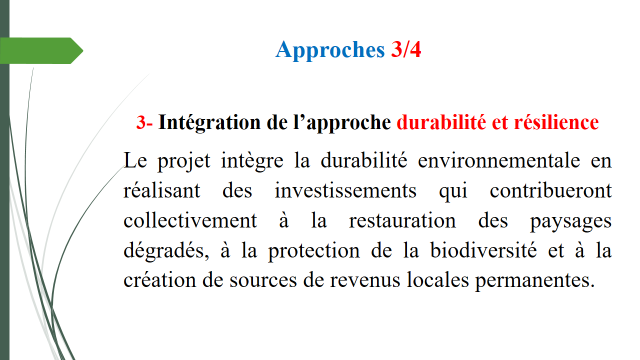 Approches 3/4
3- Intégration de l’approche durabilité et résilience
Le projet intègre la durabilité environnementale en
réalisant des investissements qui contribueront
collectivement à la restauration des paysages
dégradés, à la protection de la biodiversité et à la
création de sources de revenus locales permanentes.